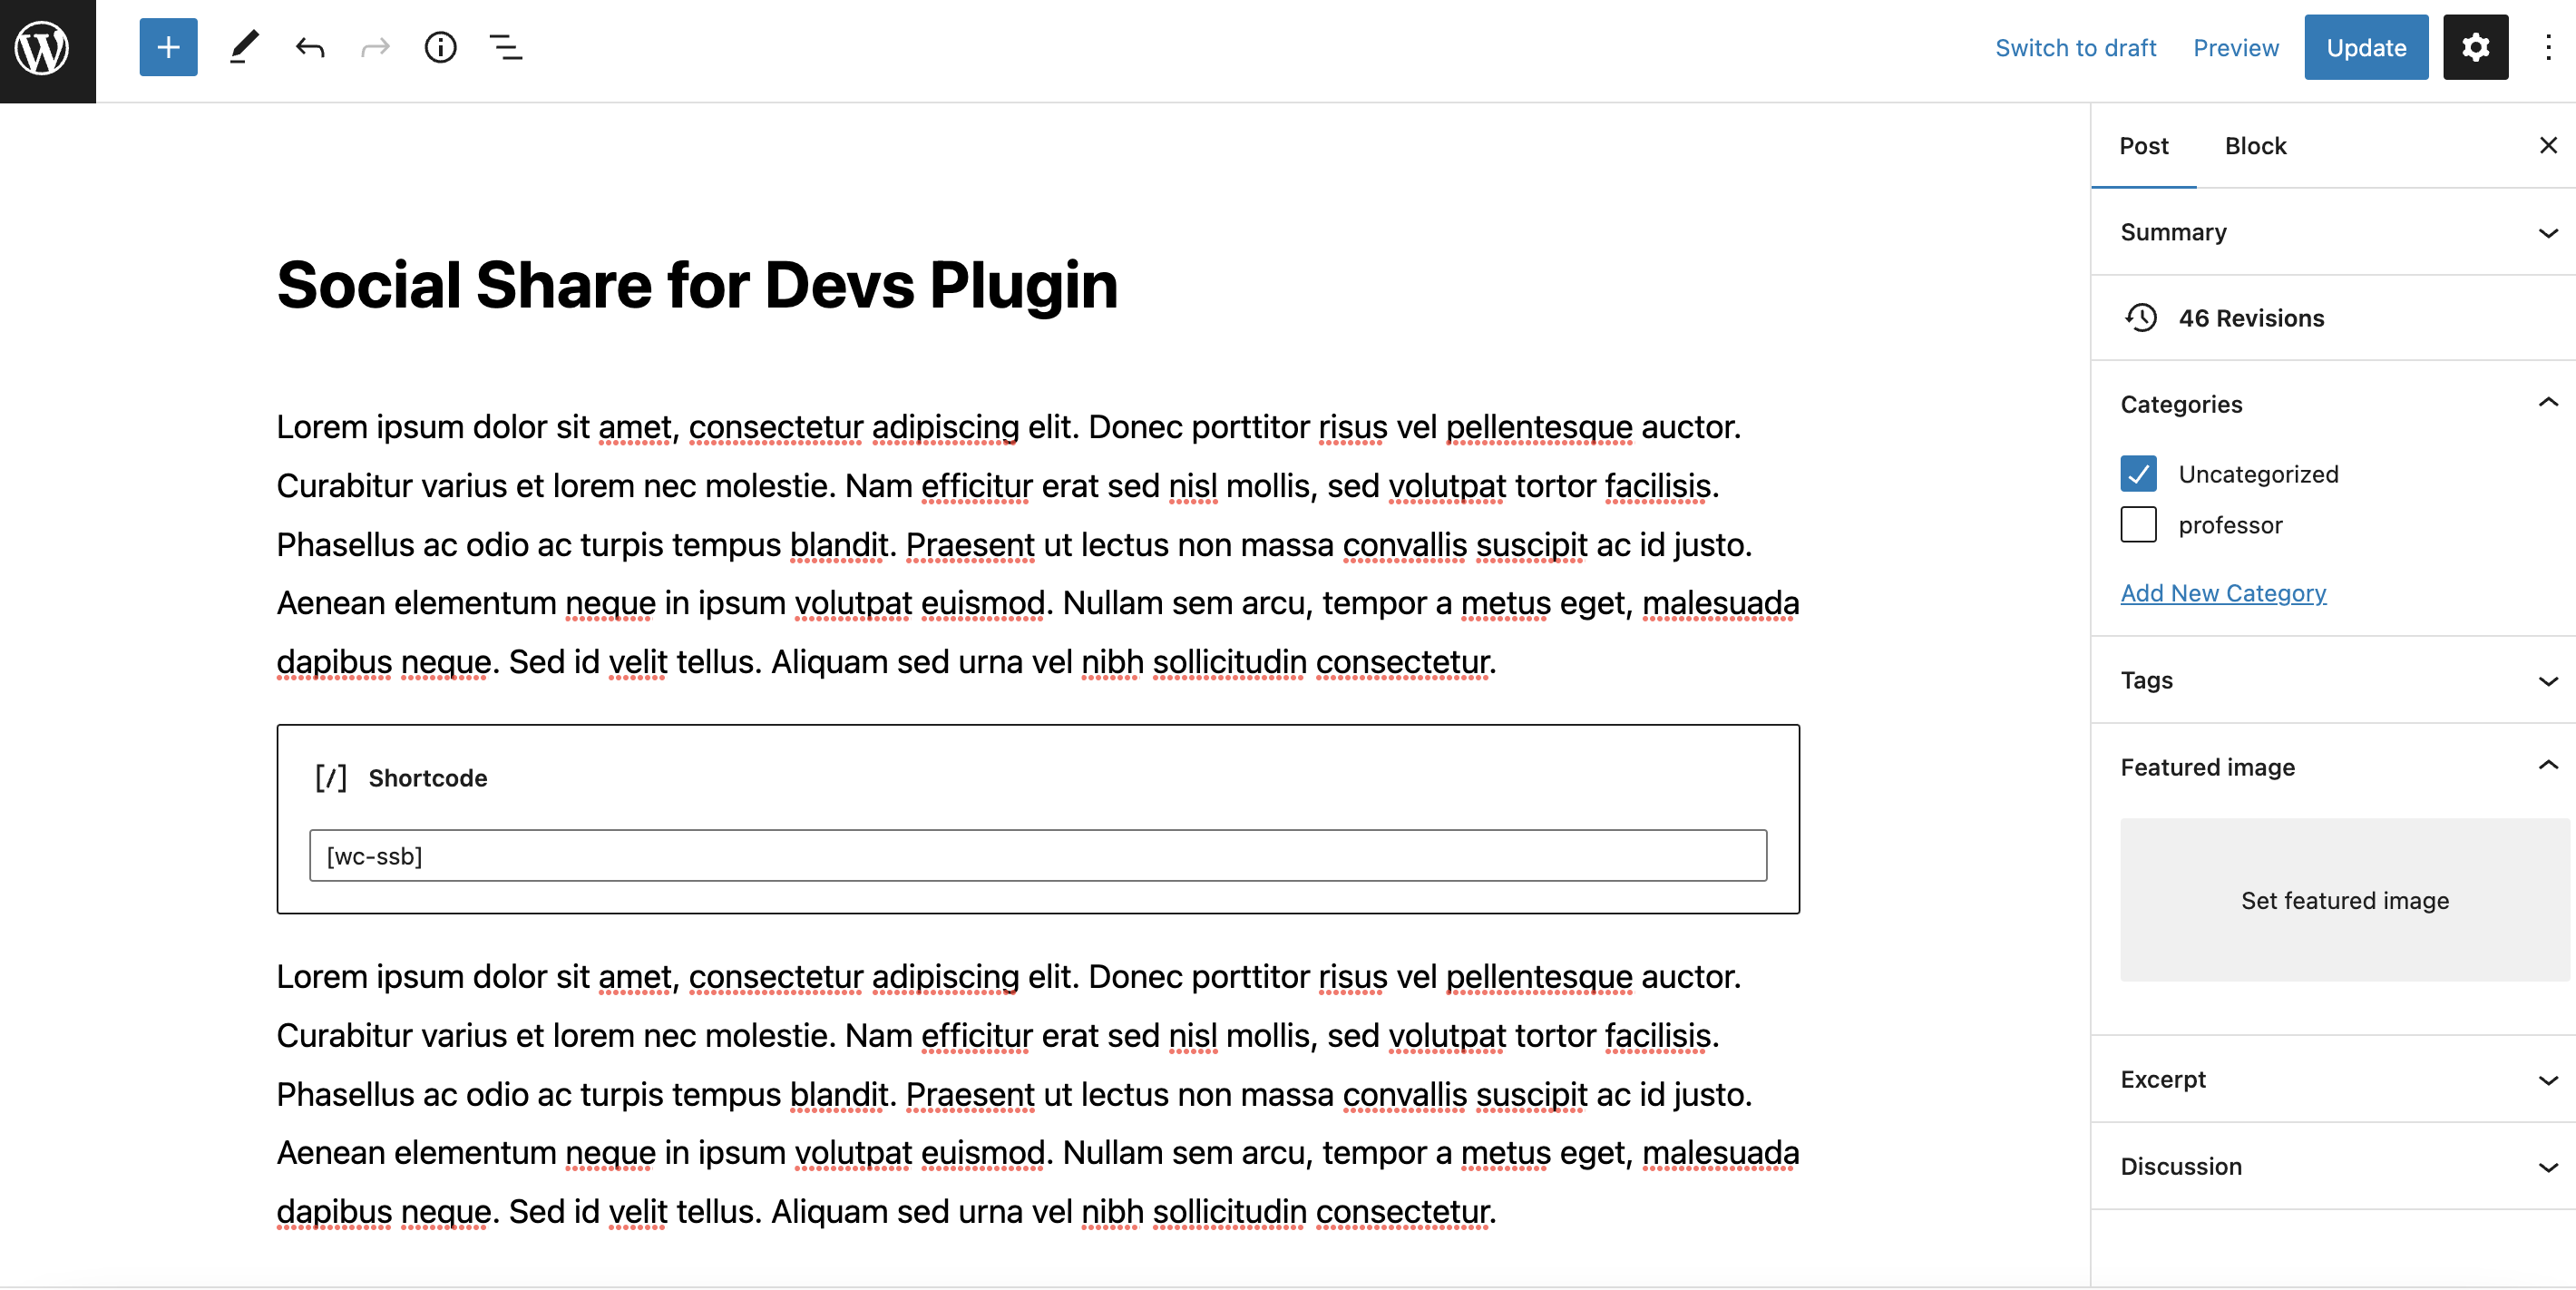 Switch to draft Preview Update
Post Block
Summary
46 Revisions
Categories
Uncategorized
professor
Add New Category
Tags
Featured image
Set featured image
Excerpt
Discussion
Social Share for Devs Plugin
Lorem ipsum dolor sit amet, consectetur adipiscing elit. Donec porttitor risus vel pellentesque auctor.
Curabitur varius et lorem nec molestie. Nam efficitur erat sed nisl mollis, sed volutpat tortor facilisis.
Phasellus ac odio ac turpis tempus blandit. Praesent ut lectus non massa convallis suscipit ac id justo.
Aenean elementum neque in ipsum volutpat euismod. Nullam sem arcu, tempor a metus eget, malesuada
dapibus neque. Sed id velit tellus. Aliquam sed urna vel nibh sollicitudin consectetur.
[/] Shortcode
[wc-ssb]
Lorem ipsum dolor sit amet, consectetur adipiscing elit. Donec porttitor risus vel pellentesque auctor.
Curabitur varius et lorem nec molestie. Nam efficitur erat sed nisl mollis, sed volutpat tortor facilisis.
Phasellus ac odio ac turpis tempus blandit. Praesent ut lectus non massa convallis suscipit ac id justo.
Aenean elementum neque in ipsum volutpat euismod. Nullam sem arcu, tempor a metus eget, malesuada
dapibus neque. Sed id velit tellus. Aliquam sed urna vel nibh sollicitudin consectetur.